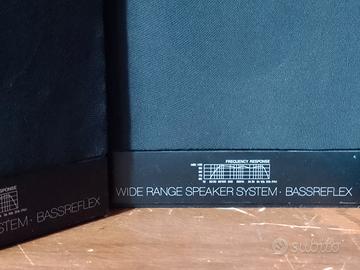 RESPONSE
STEM · BASSREFLEX
FREQUENCY RESPONSE
WIDE RANGE SPEAKER SYSTEM · BASSREFLEX
subito